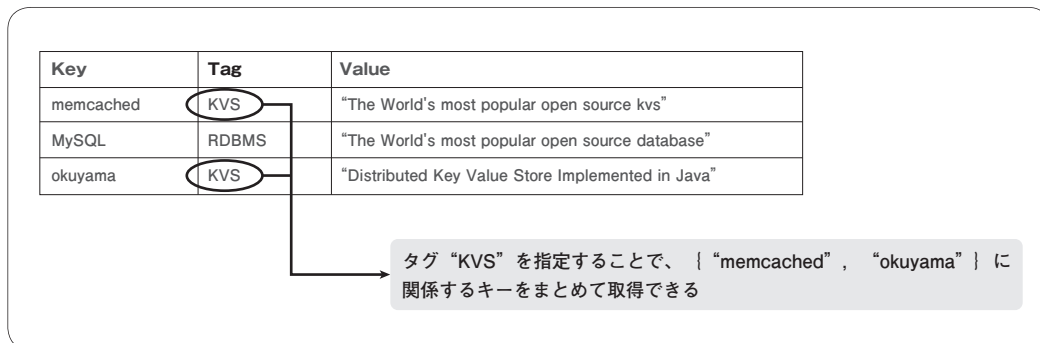 Key Tag Value
memcached KVS “The World's most popular open source kvs”
MySQL RDBMS “The World's most popular open source database”
okuyama KVS “Distributed Key Value Store Implemented in Java”
タグ“KVS”を指定することで、｛“memcached”, “okuyama”｝に
関係するキーをまとめて取得できる